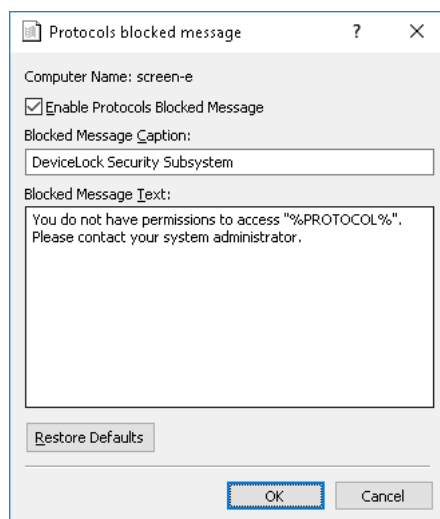 Protocols blocked message
Computer Name: screen-e
Enable Protocols Blocked Message
Blocked Message Caption:
DeviceLock Security Subsystem
Blocked Message Text:
You do not have permissions to access "%PROTOCOL%".
Please contact your system administrator.
Restore Defaults
OK
Cancel